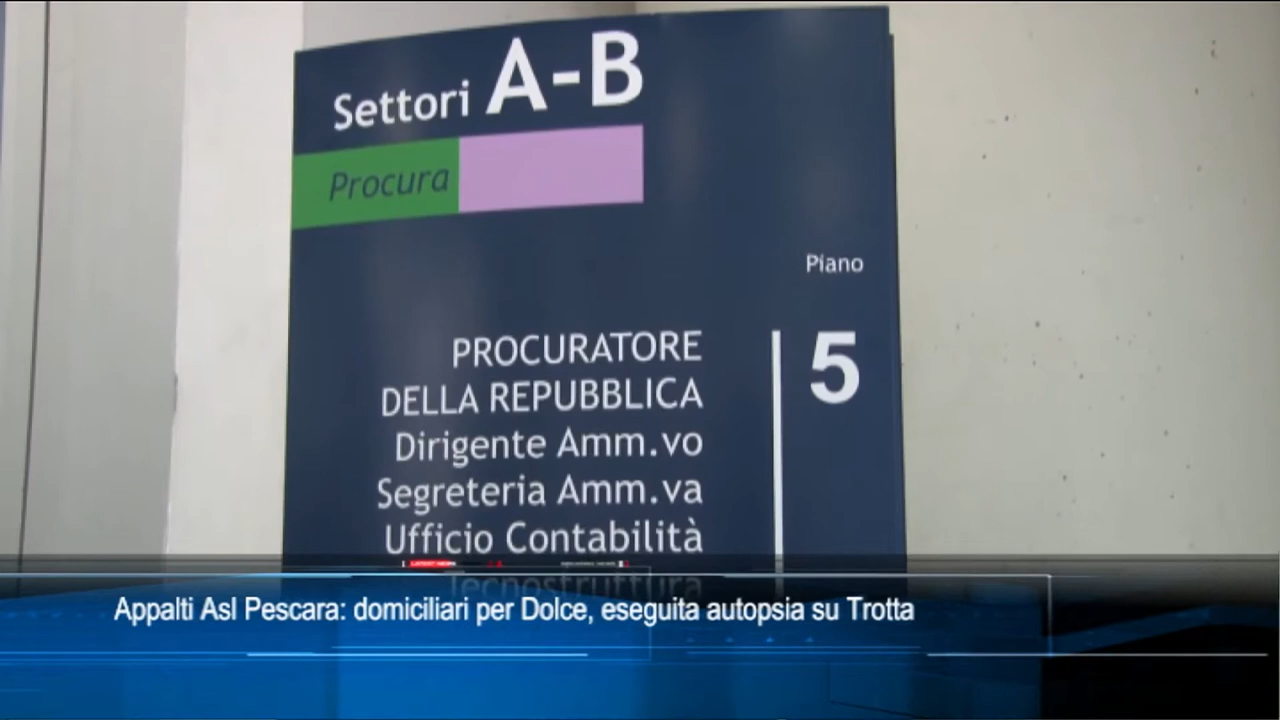 Settori A-B
Procura
Piano
PROCURATORE
DELLA REPUBBLICA
5
Dirigente Amm.vo
Segreteria Amm.va
Ufficio Contabilità
Tecnostruttura
Appalti Asl Pescara: domiciliari per Dolce, eseguita autopsia su Trotta